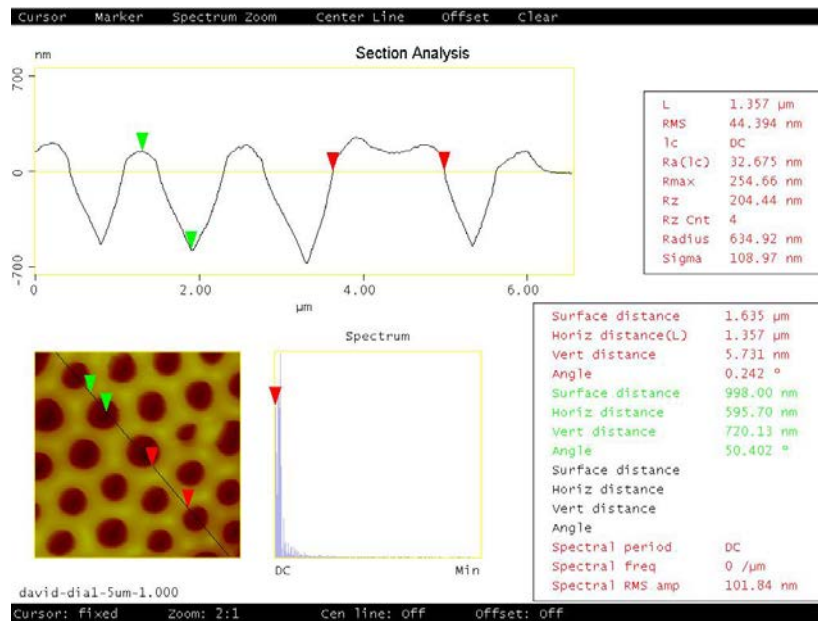 Cursor Marker Spectrum Zoom Center Line Offset Clear
Section Analysis
nm
700
0
-700
0 2.00 4.00 6.00
µm
L 1.357 µm
RMS 44.394 nm
lc DC
Ra(lc) 32.675 nm
Rmax 254.66 nm
Rz 204.44 nm
Rz Cnt 4
Radius 634.92 nm
Sigma 108.97 nm
Surface distance 1.635 µm
Horiz distance(L) 1.357 µm
Vert distance 5.731 nm
Angle 0.242 °
Surface distance 998.00 nm
Horiz distance 595.70 nm
Vert distance 720.13 nm
Angle 50.402 °
Surface distance
Horiz distance
Vert distance
Angle
Spectral period DC
Spectral freq 0 /µm
Spectral RMS amp 101.84 nm
Spectrum
DC Min
david-dia1-5um-1.000
Cursor: fixed Zoom: 2:1 Cen line: Off Offset: Off